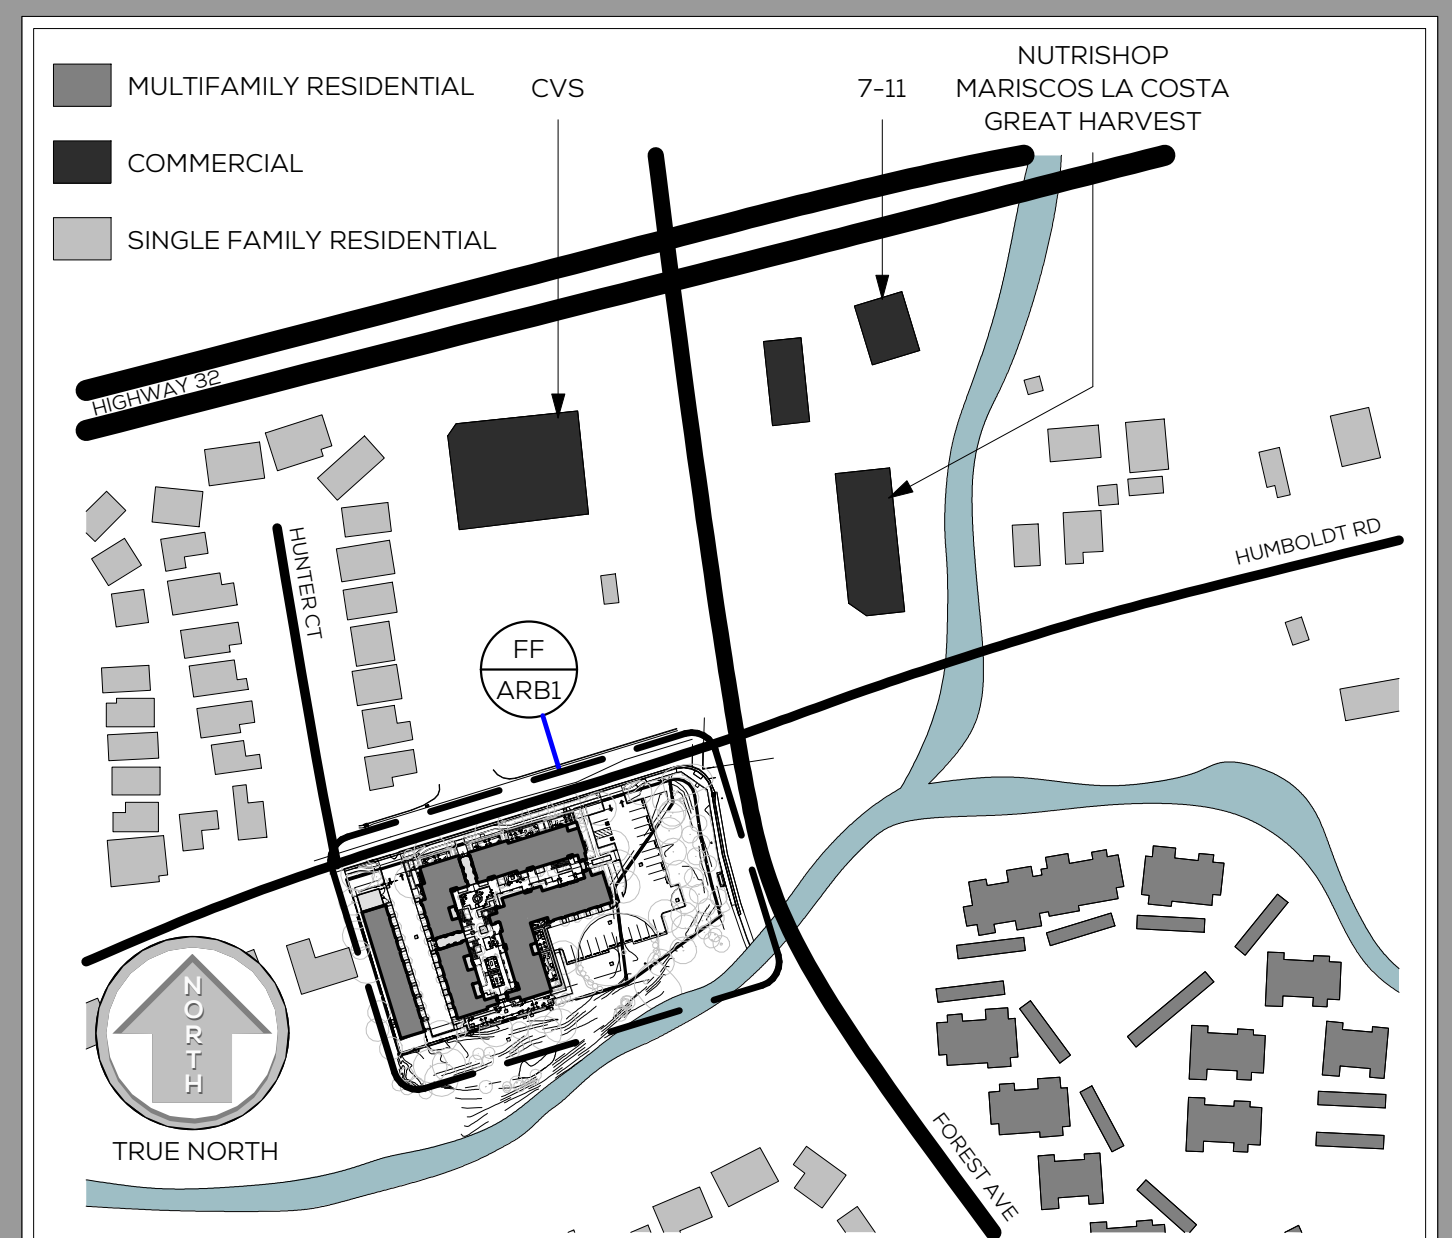 NUTRISHOP
MULTIFAMILY RESIDENTIAL
CVS
7-11
MARISCOS LA COSTA
GREAT HARVEST
COMMERCIAL
SINGLE FAMILY RESIDENTIAL
HIGHWAY 32
HUNTER CT
HUMBOLDT RD
FF
ARB1
NORTH
TRUE NORTH
FOREST AVE